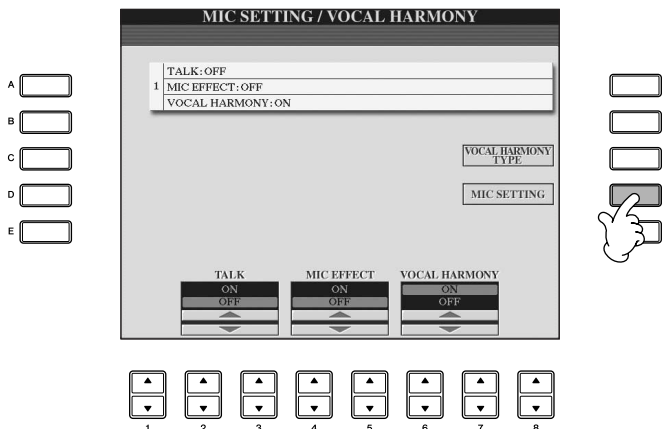 MIC SETTING / VOCAL HARMONY
TALK: OFF
1 MIC EFFECT: OFF
VOCAL HARMONY: ON
A
B
C
D
E
VOCAL HARMONY
TYPE
MIC SETTING
TALK MIC EFFECT VOCAL HARMONY
ON ON ON
OFF OFF OFF
1 2 3 4 5 6 7 8